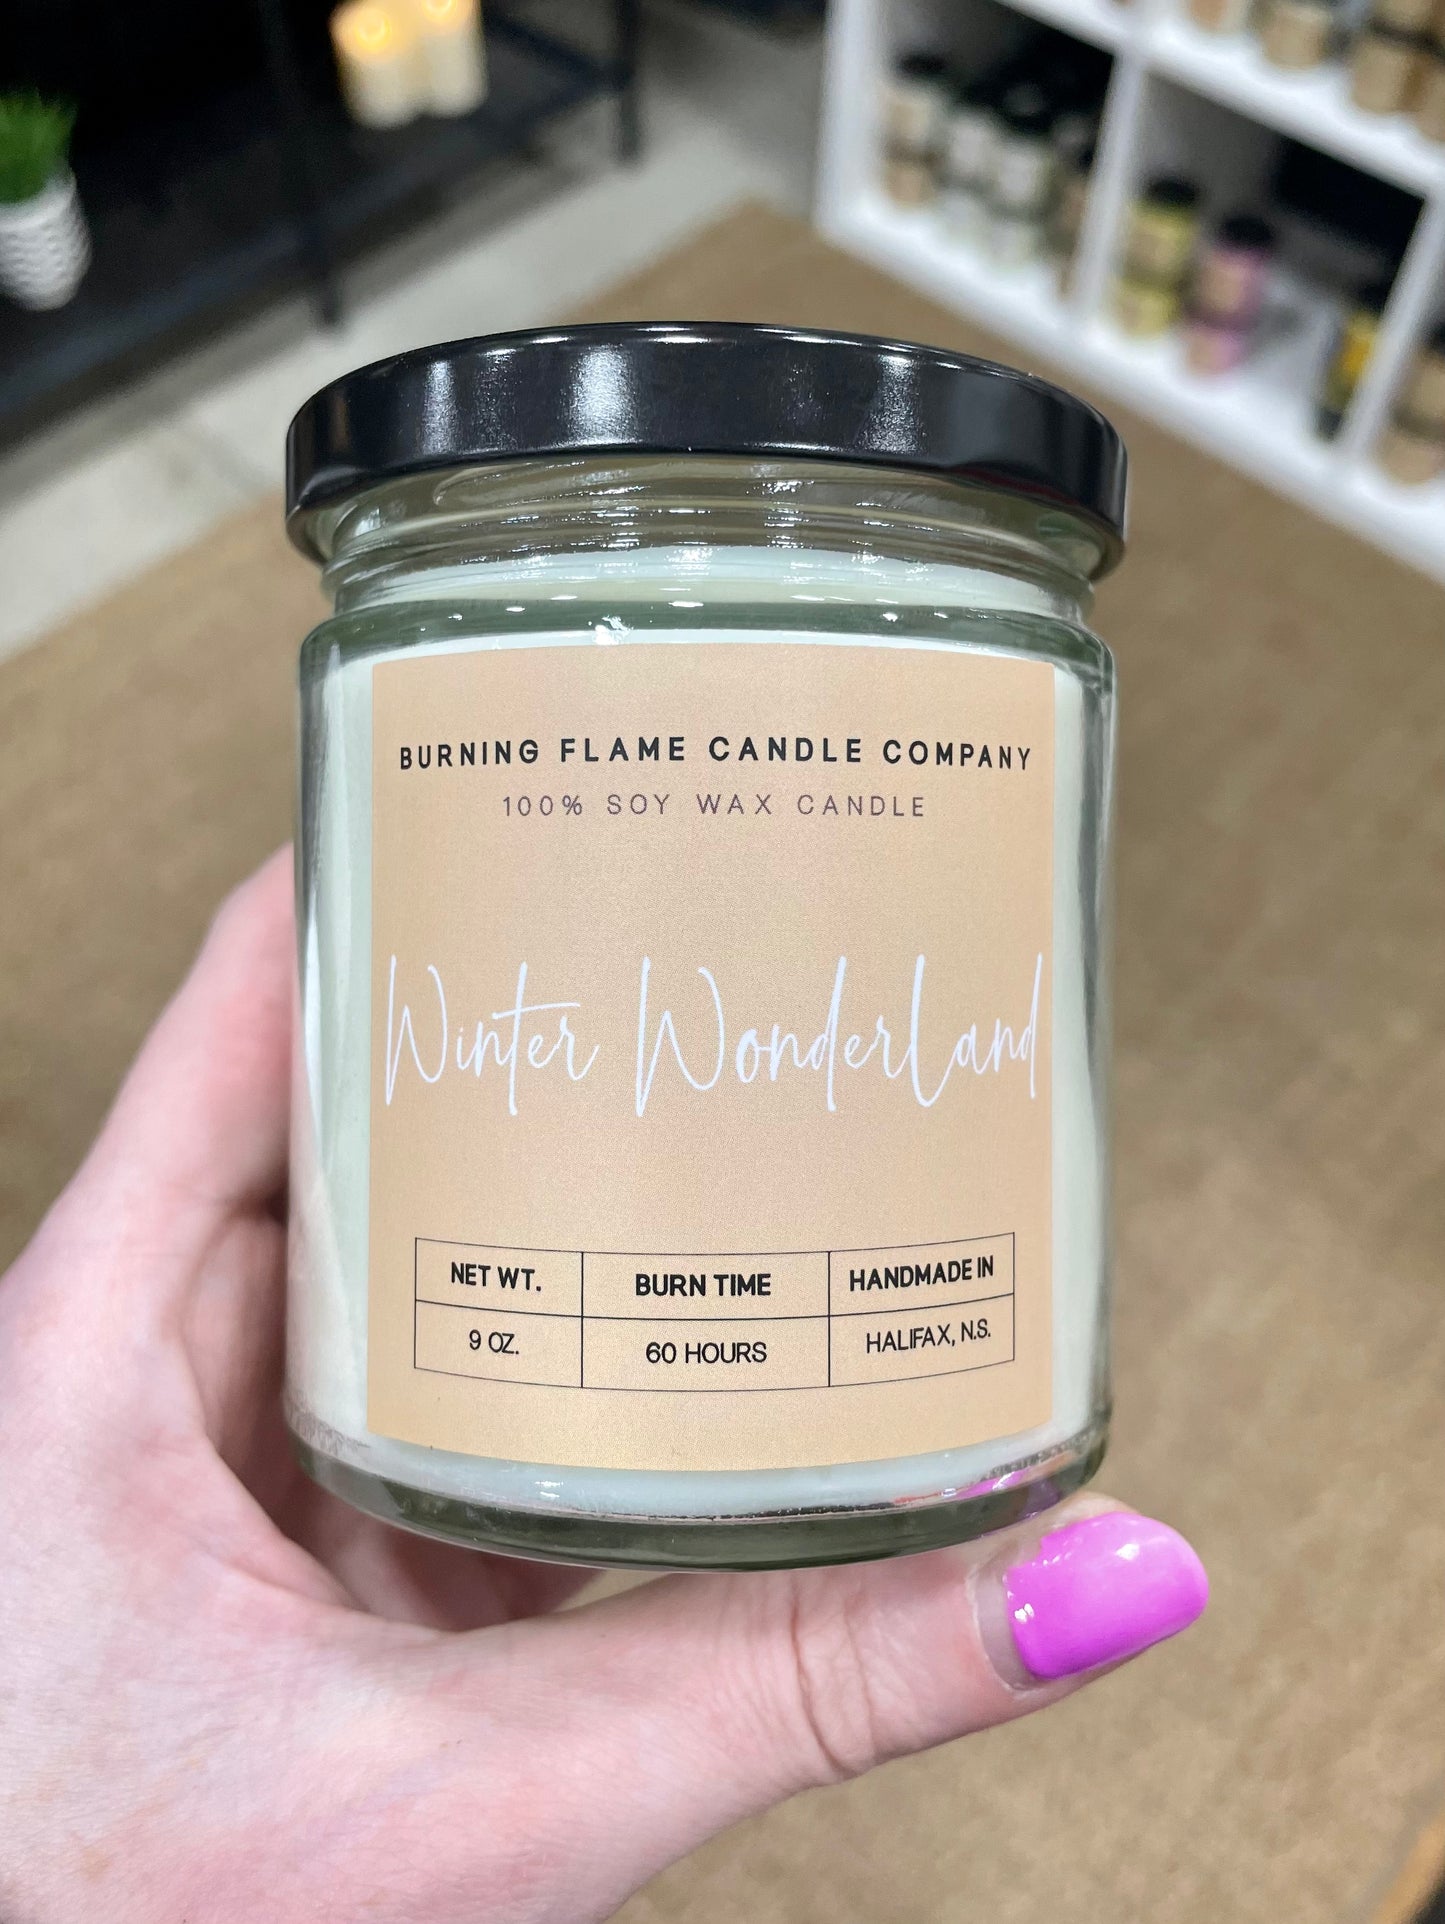 BURNING FLAME CANDLE COMPANY
100% SOY WAX CANDLE
Winter Wonderland
NET WT. BURN TIME HANDMADE IN
9 OZ. 60 HOURS HALIFAX, N.S.